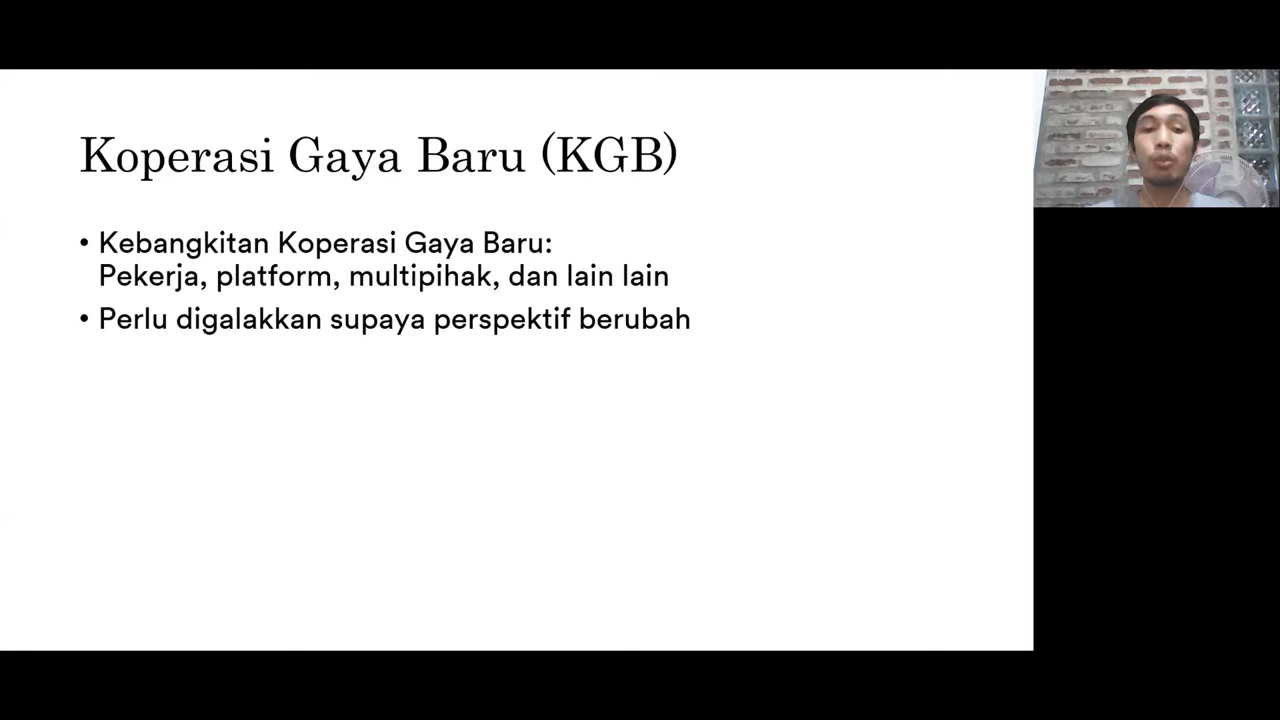 Koperasi Gaya Baru (KGB)
• Kebangkitan Koperasi Gaya Baru:
Pekerja, platform, multipihak, dan lain lain
• Perlu digalakkan supaya perspektif berubah